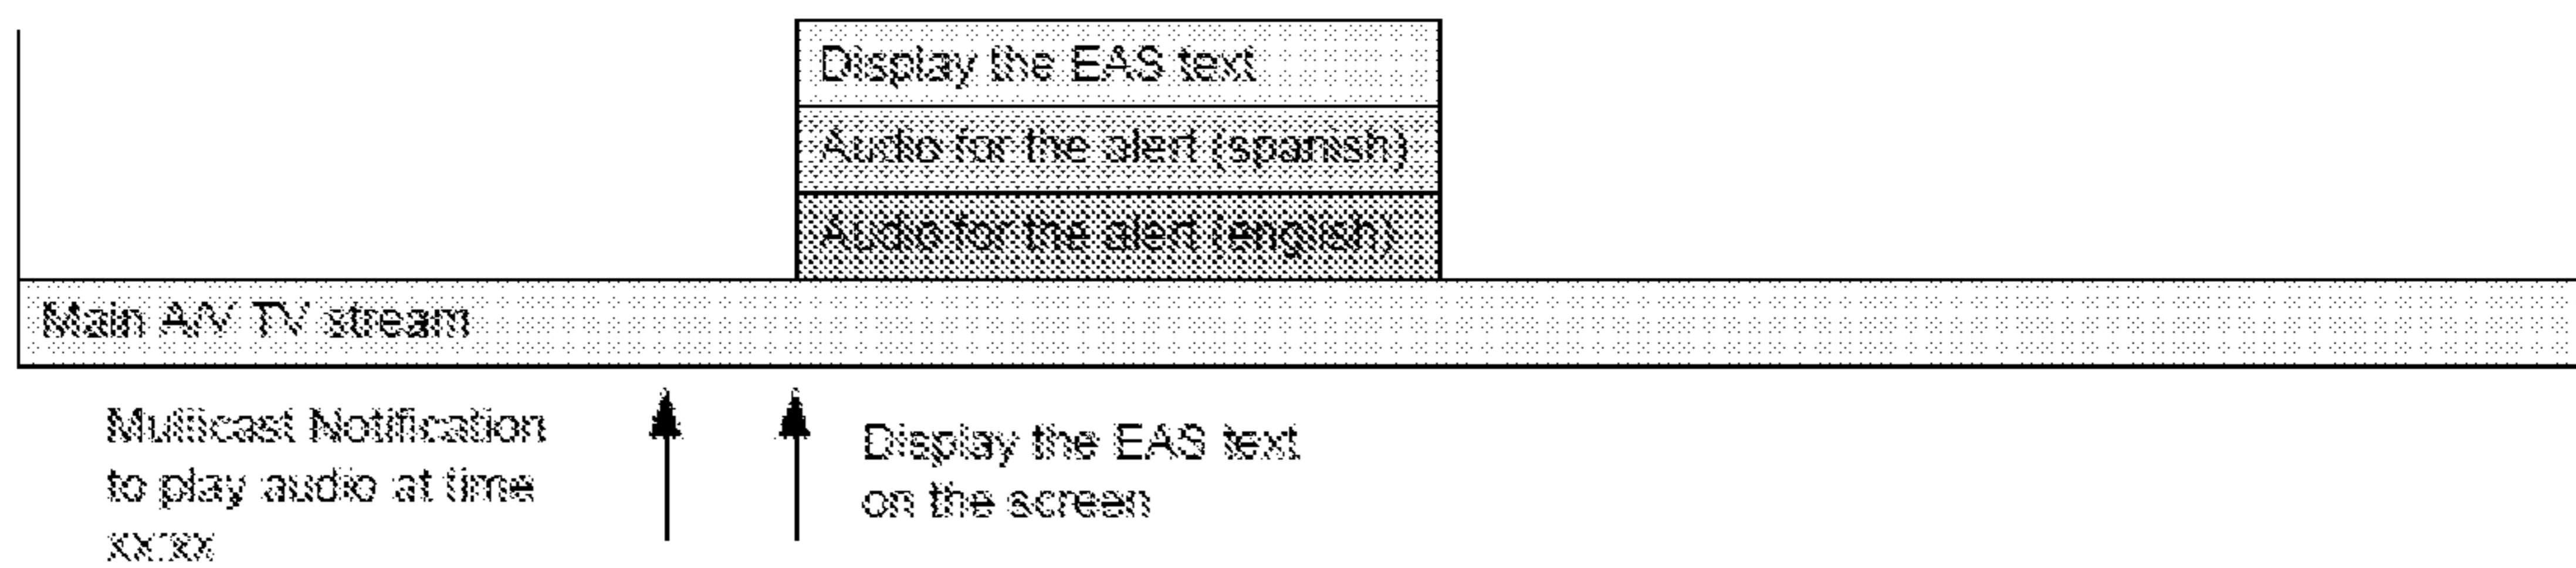 Display the EAS text
Audio for the alert (spanish)
Audio for the alert (english)
Main A/V TV stream
Multicast Notification
to play audio at time
xx:xx
Display the EAS text
on the screen